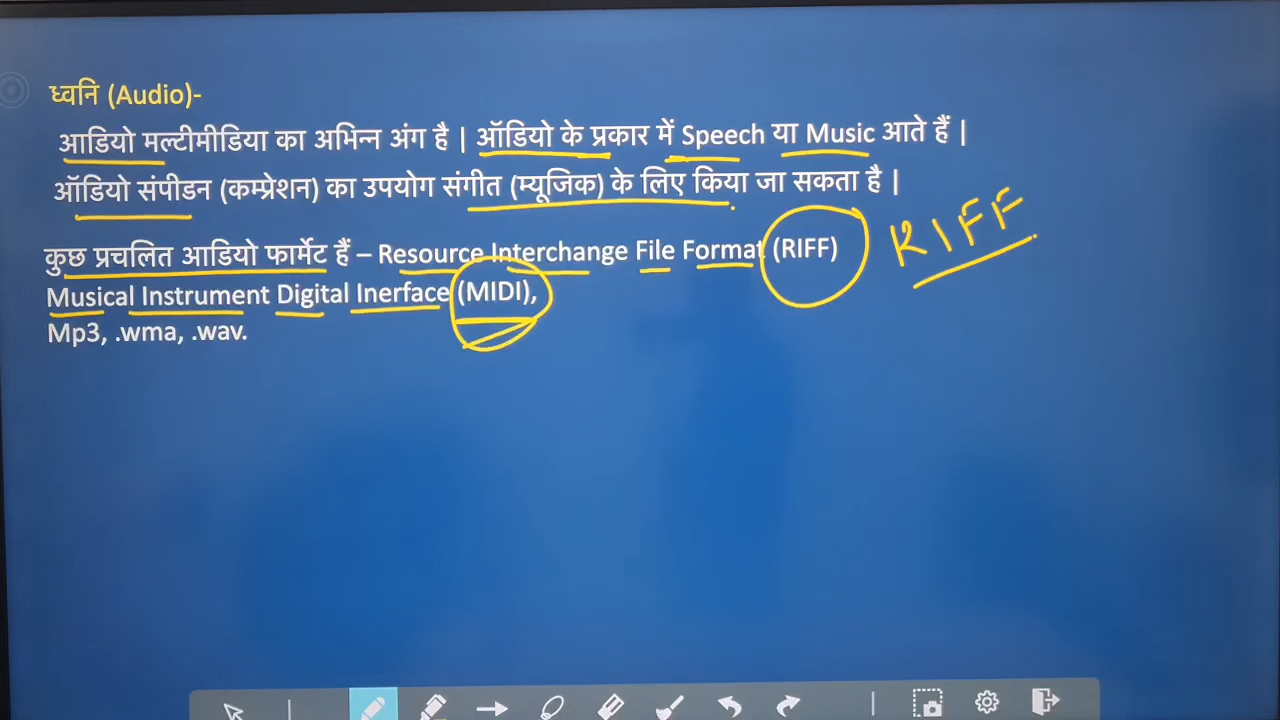 ध्वनि (Audio)-
आडियो मल्टीमीडिया का अभिन्न अंग है | ऑडियो के प्रकार में Speech या Music आते हैं |
ऑडियो संपीडन (कम्प्रेशन) का उपयोग संगीत (म्यूजिक) के लिए किया जा सकता है |
कुछ प्रचलित आडियो फार्मेट हैं – Resource Interchange File Format (RIFF) RIFF
Musical Instrument Digital Inerface (MIDI),
Mp3, .wma, .wav.